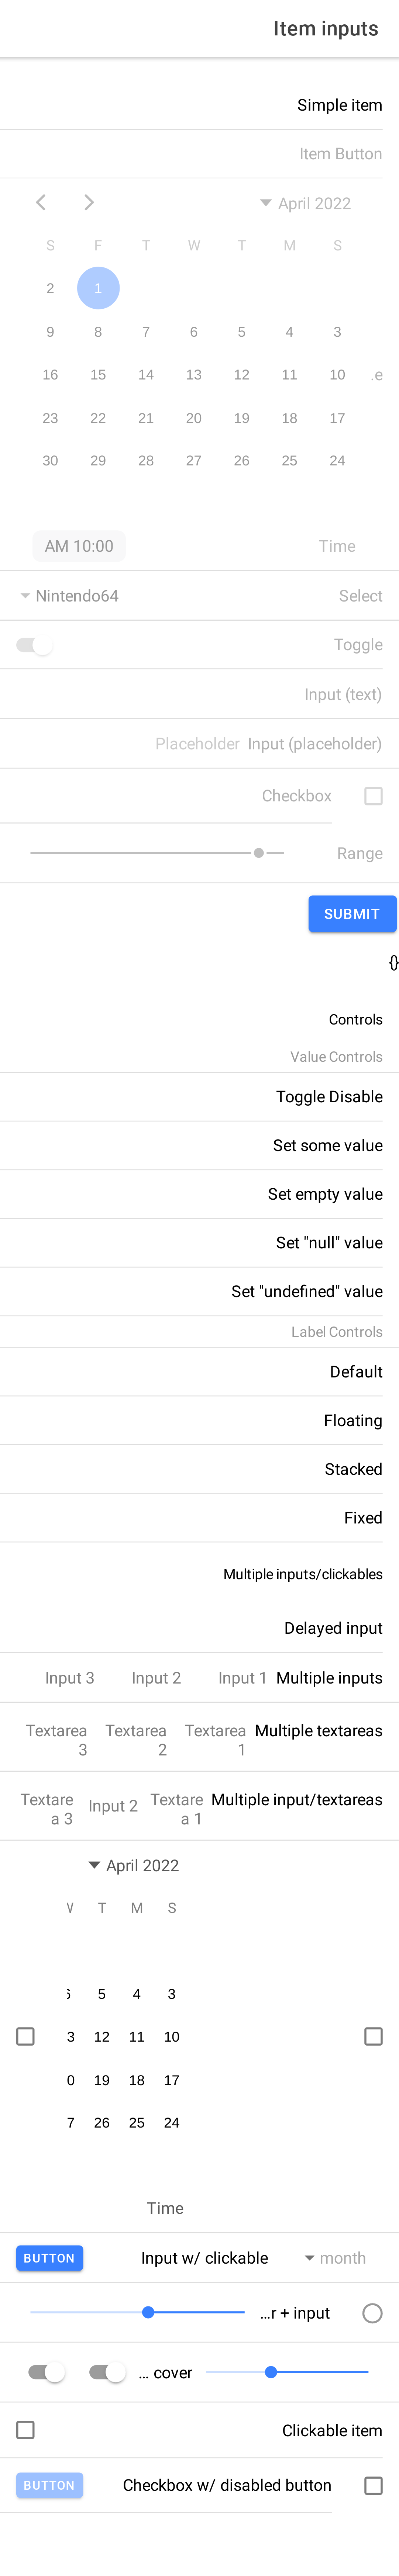 Item inputs
Simple item
Item Button
April 2022
S M T W T F S
1 2
3 4 5 6 7 8 9
.e 10 11 12 13 14 15 16
17 18 19 20 21 22 23
24 25 26 27 28 29 30
Time AM 10:00
Select Nintendo64
Toggle
Input (text)
Input (placeholder) Placeholder
Checkbox
Range
SUBMIT
{}
Controls
Value Controls
Toggle Disable
Set some value
Set empty value
Set "null" value
Set "undefined" value
Label Controls
Default
Floating
Stacked
Fixed
Multiple inputs/clickables
Delayed input
Multiple inputs Input 1 Input 2 Input 3
Multiple textareas Textarea 1 Textarea 2 Textarea 3
Multiple input/textareas Textarea 1 Input 2 Textarea 3
April 2022
S M T W
3 4 5
10 11 12 3
17 18 19 0
24 25 26 7
Time
month Input w/ clickable BUTTON
...r + input
... cover
Clickable item
Checkbox w/ disabled button BUTTON